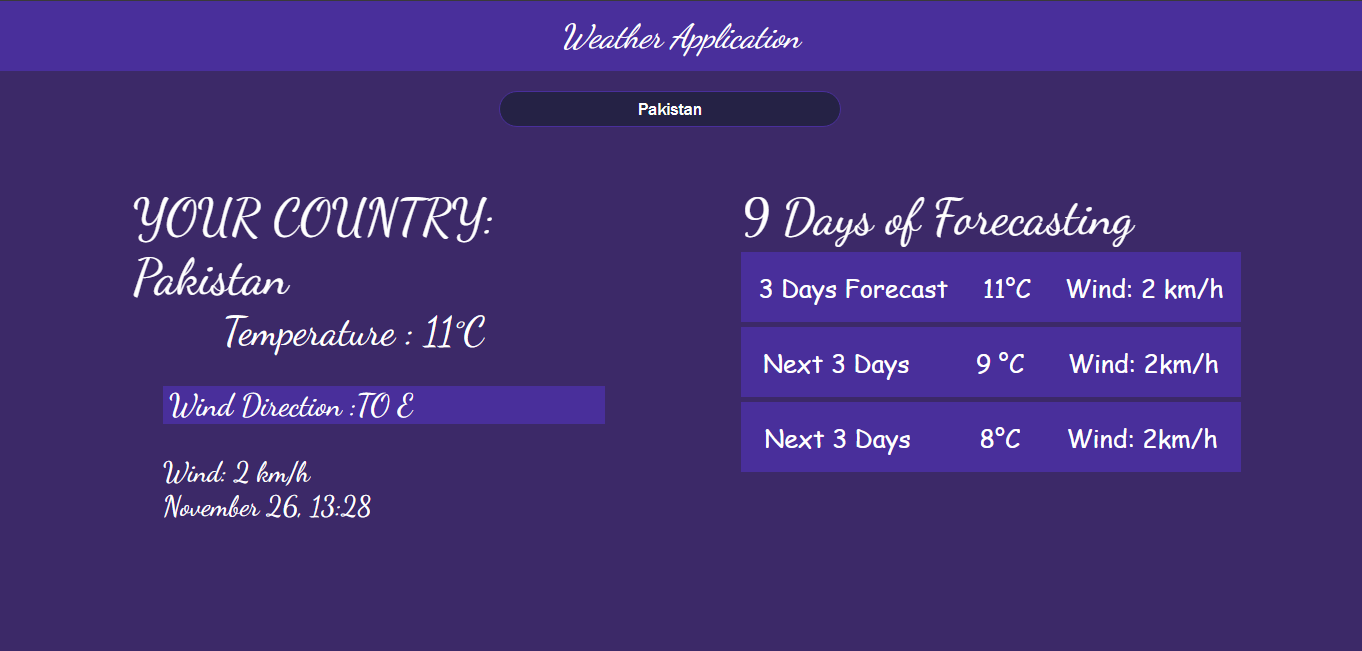 Weather Application
Pakistan
YOUR COUNTRY:
Pakistan
Temperature : 11°C
Wind Direction :TO E
Wind: 2 km/h
November 26, 13:28
9 Days of Forecasting
3 Days Forecast 11°C Wind: 2 km/h
Next 3 Days 9 °C Wind: 2km/h
Next 3 Days 8°C Wind: 2km/h